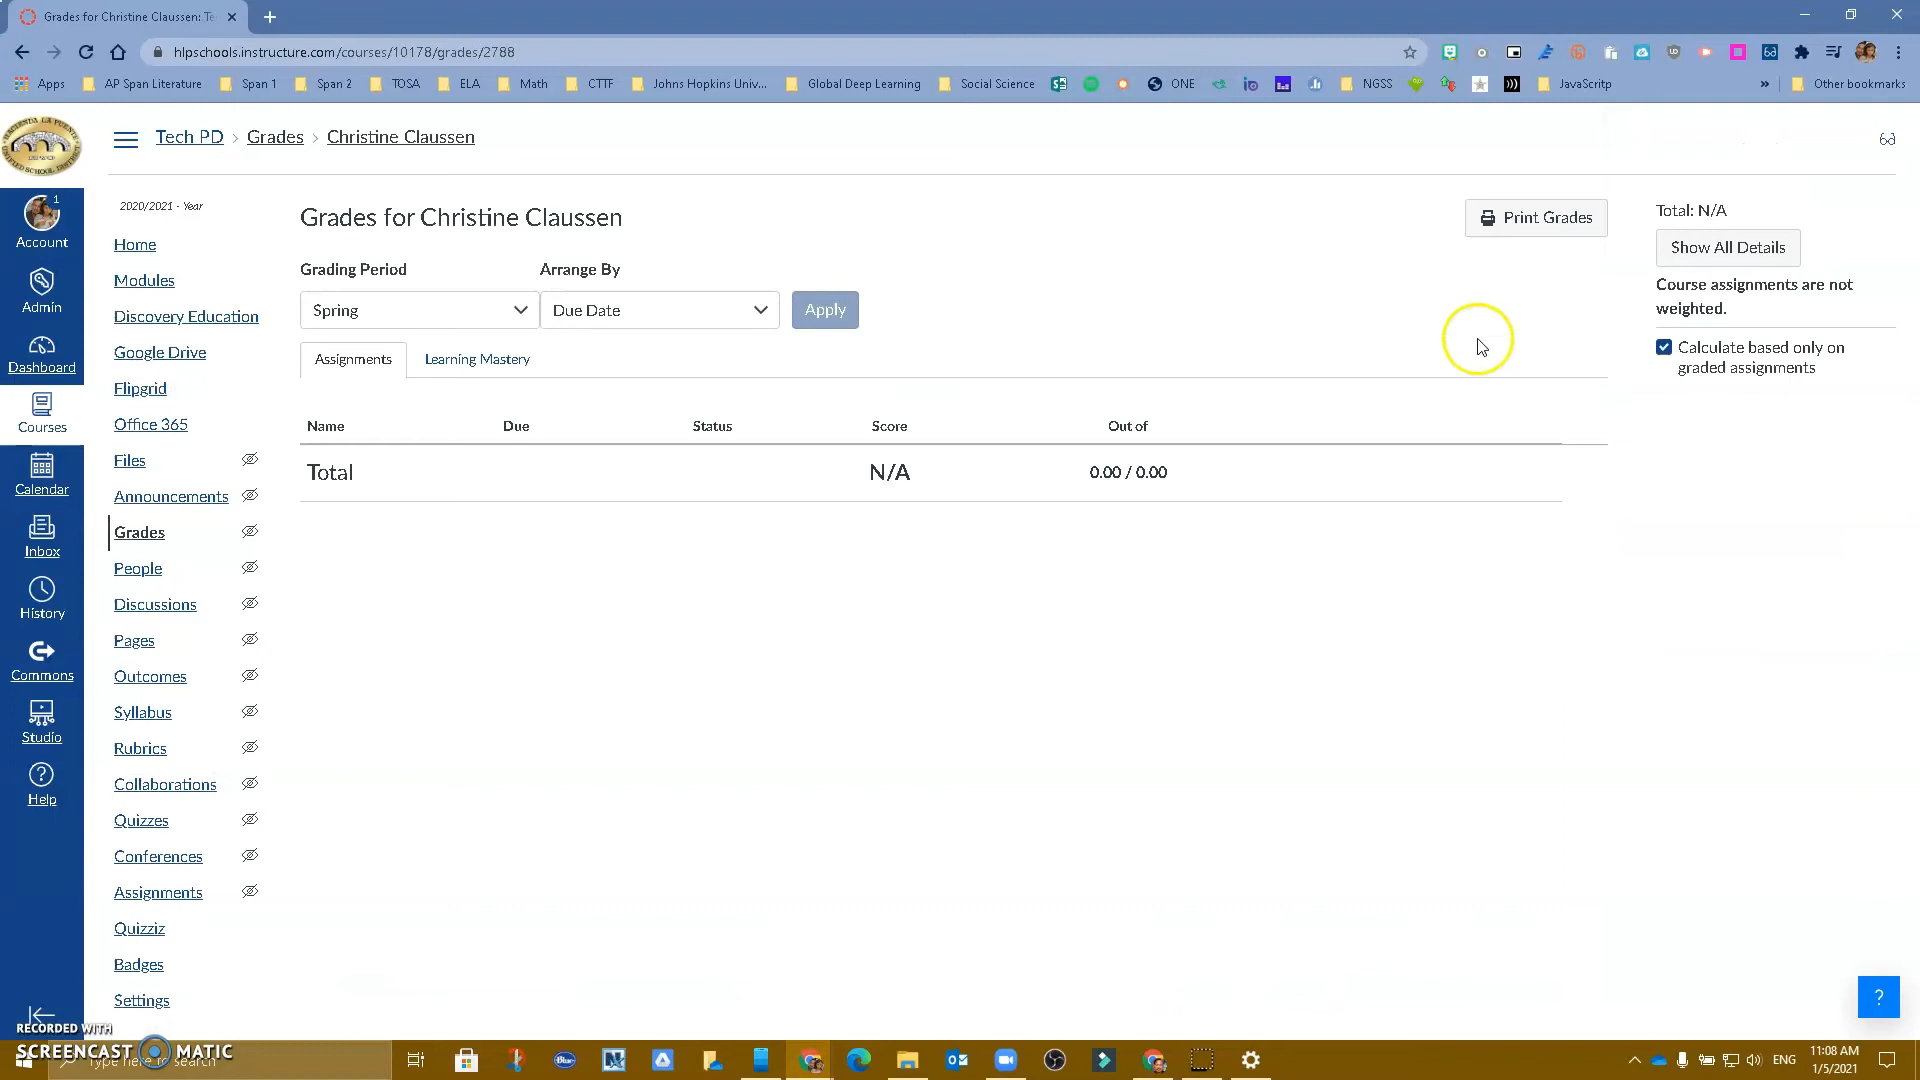 Grades for Christine Claussen: Te
hlpschools.instructure.com/courses/10178/grades/2788
Apps AP Span Literature Span 1 Span 2 TOSA ELA Math CTTF Johns Hopkins Univ... Global Deep Learning Social Science ONE NGSS JavaScritp » Other bookmarks
Tech PD > Grades > Christine Claussen
1
Account
Admin
Dashboard
Courses
Calendar
Inbox
History
Commons
Studio
Help
2020/2021 - Year
Home
Modules
Discovery Education
Google Drive
Flipgrid
Office 365
Files
Announcements
Grades
People
Discussions
Pages
Outcomes
Syllabus
Rubrics
Collaborations
Quizzes
Conferences
Assignments
Quizziz
Badges
Settings
Grades for Christine Claussen
Print Grades
Grading Period Arrange By
Spring Due Date Apply
Assignments Learning Mastery
Name Due Status Score Out of
Total N/A 0.00 / 0.00
Total: N/A
Show All Details
Course assignments are not
weighted.
Calculate based only on
graded assignments
?
RECORDED WITH
SCREENCAST MATIC
Type here to search
ENG
11:08 AM
1/5/2021